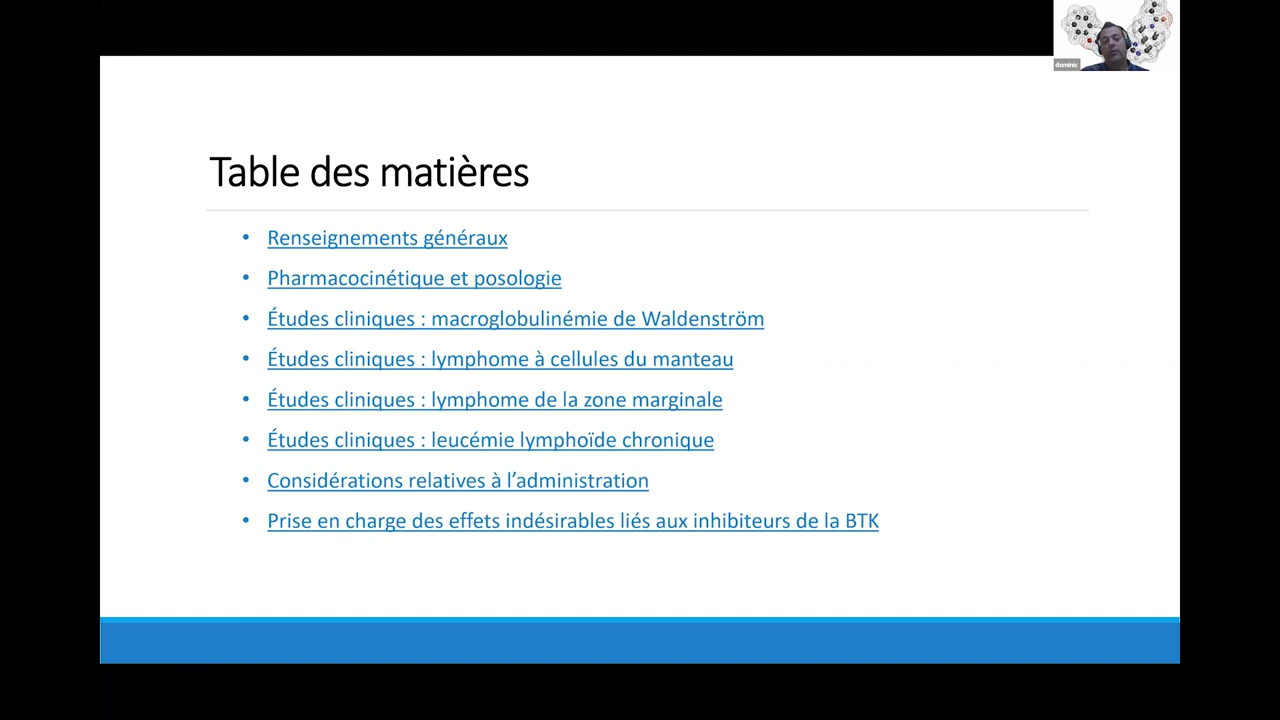 dominic
Table des matières
• Renseignements généraux
• Pharmacocinétique et posologie
• Études cliniques : macroglobulinémie de Waldenström
• Études cliniques : lymphome à cellules du manteau
• Études cliniques : lymphome de la zone marginale
• Études cliniques : leucémie lymphoïde chronique
• Considérations relatives à l’administration
• Prise en charge des effets indésirables liés aux inhibiteurs de la BTK